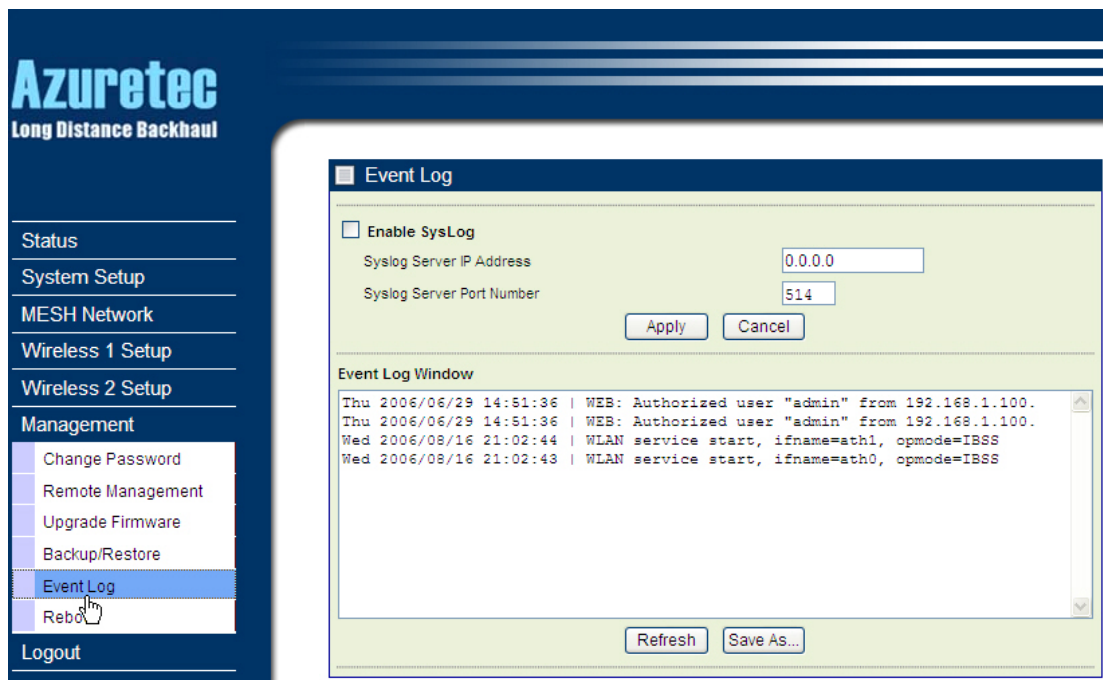 Azuretec
Long Distance Backhaul
Status
System Setup
MESH Network
Wireless 1 Setup
Wireless 2 Setup
Management
Change Password
Remote Management
Upgrade Firmware
Backup/Restore
Event Log
Logout
Event Log
Enable SysLog
Syslog Server IP Address 0.0.0.0
Syslog Server Port Number 514
Apply Cancel
Event Log Window
Thu 2006/06/29 14:51:36 | WEB: Authorized user "admin" from 192.168.1.100.
Thu 2006/06/29 14:51:36 | WEB: Authorized user "admin" from 192.168.1.100.
Wed 2006/08/16 21:02:44 | WLAN service start, ifname=ath1, opmode=IBSS
Wed 2006/08/16 21:02:43 | WLAN service start, ifname=ath0, opmode=IBSS
Refresh Save As...